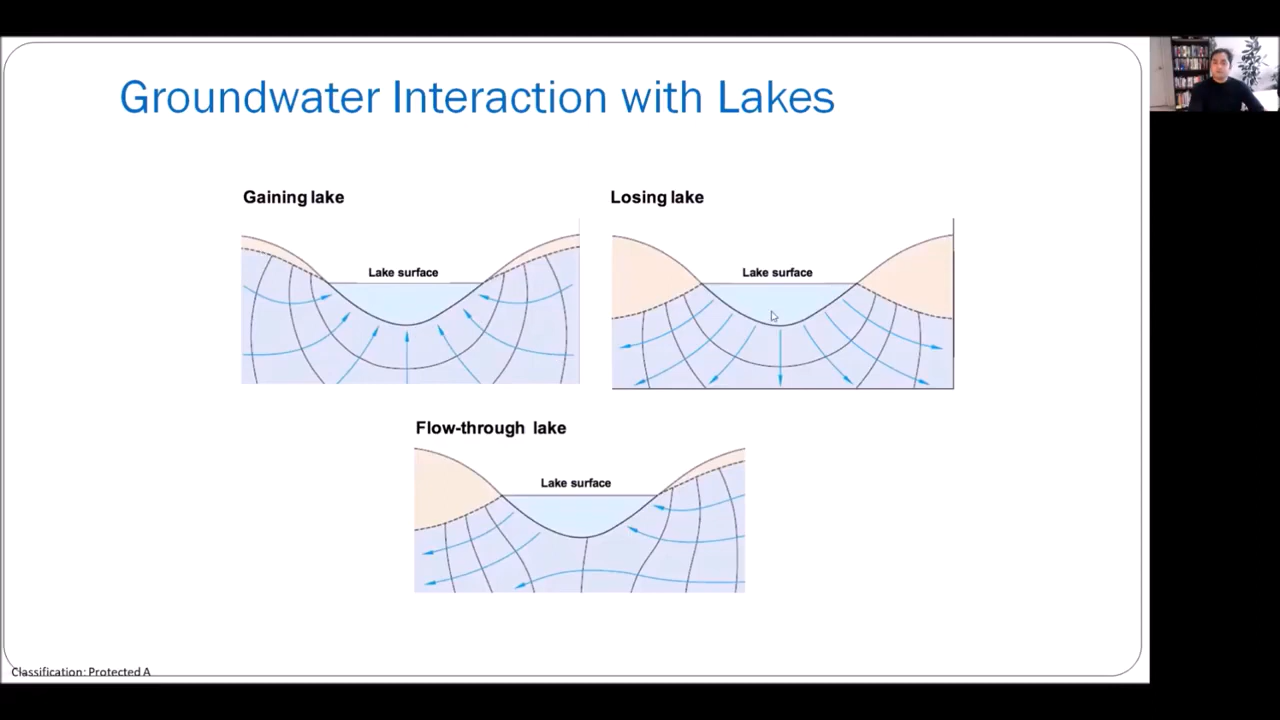 Groundwater Interaction with Lakes
Gaining lake
Losing lake
Lake surface
Lake surface
Flow-through lake
Lake surface
Classification: Protected A